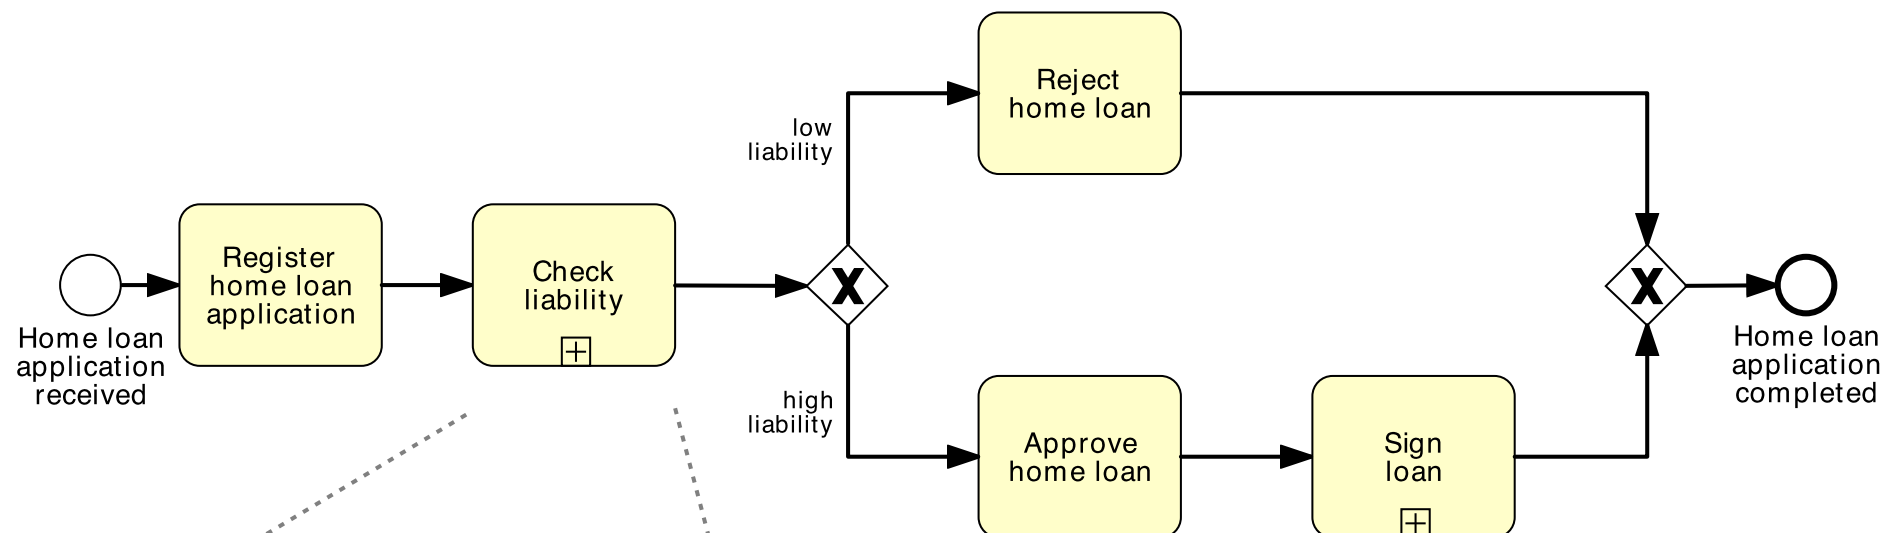 Home loan
application
received
Register
home loan
application
Check
liability
low
liability
high
liability
Reject
home loan
Approve
home loan
Sign
loan
Home loan
application
completed